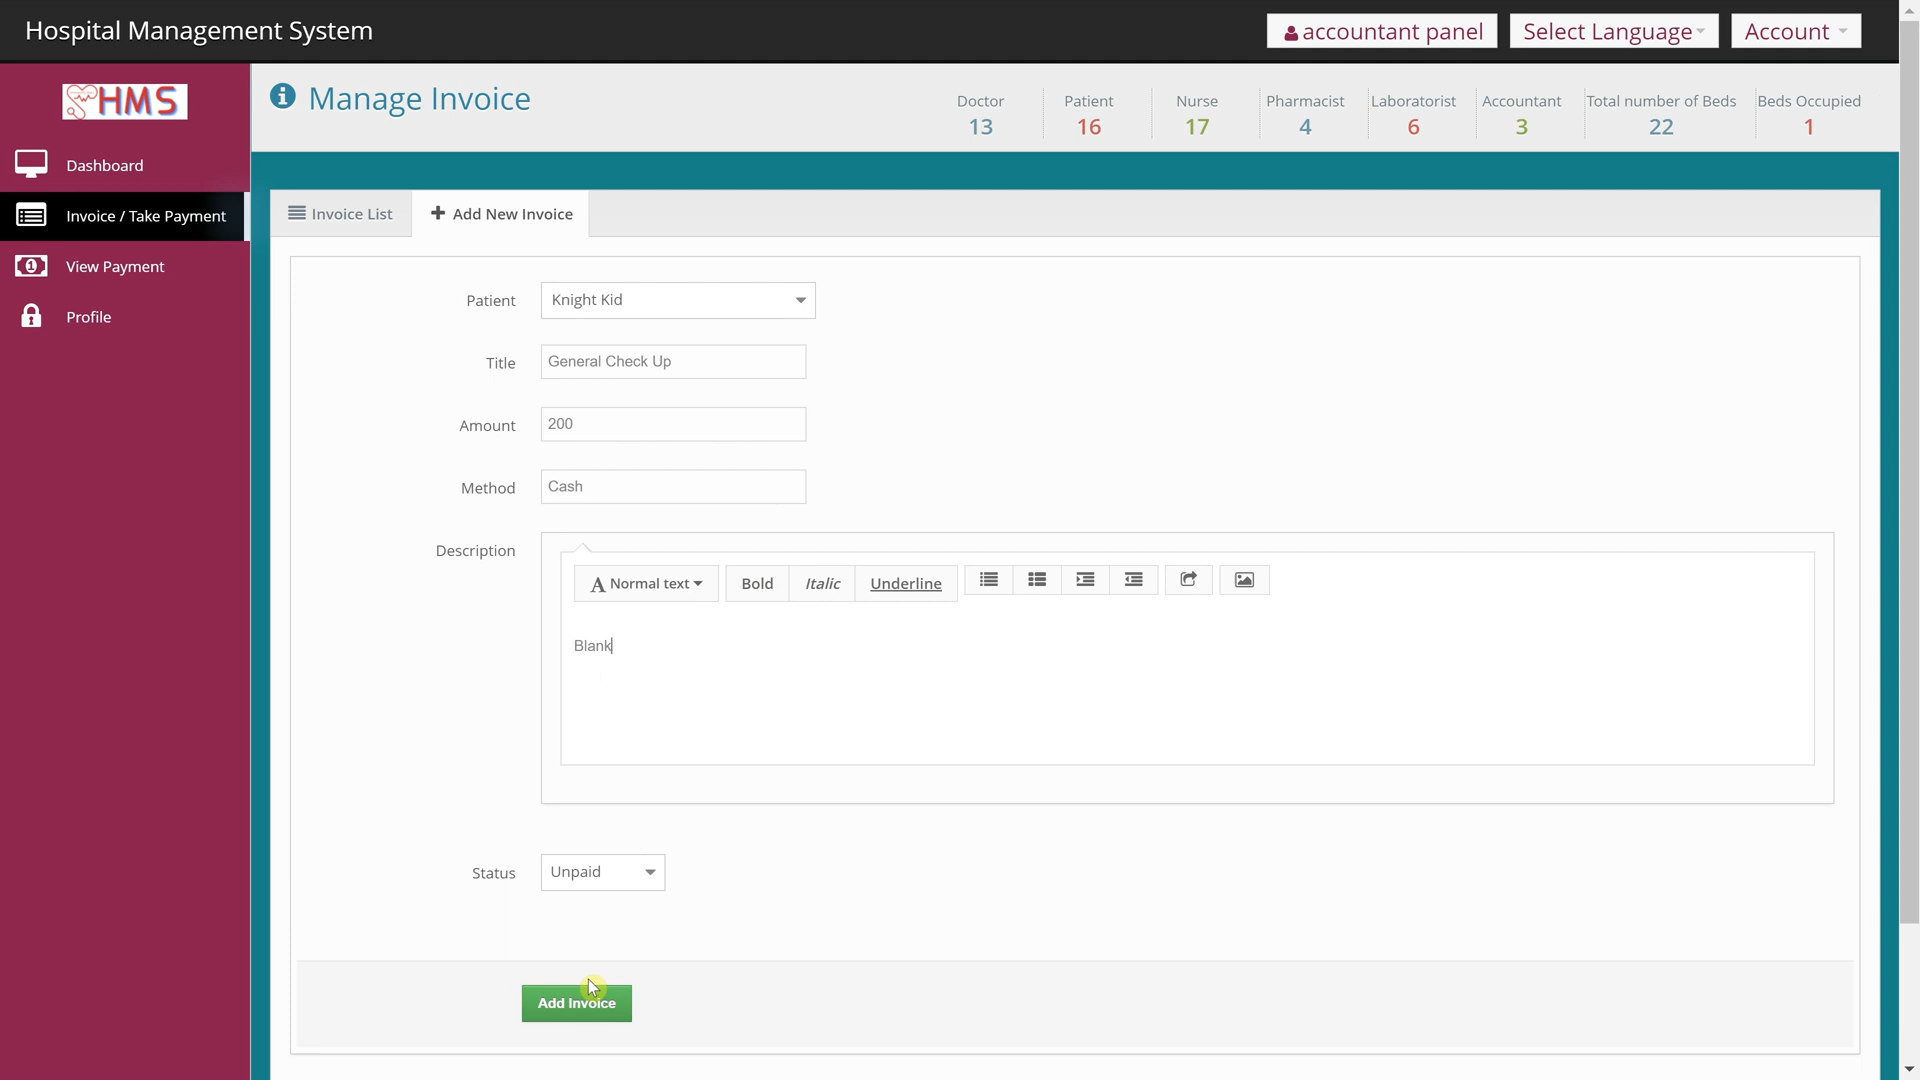 Hospital Management System
accountant panel
Select Language
Account
HMS
Dashboard
Invoice / Take Payment
View Payment
Profile
Manage Invoice
Doctor
13
Patient
16
Nurse
17
Pharmacist
4
Laboratorist
6
Accountant
3
Total number of Beds
22
Beds Occupied
1
Invoice List
Add New Invoice
Patient
Knight Kid
Title
General Check Up
Amount
200
Method
Cash
Description
A Normal text
Bold
Italic
Underline
Blank
Status
Unpaid
Add Invoice